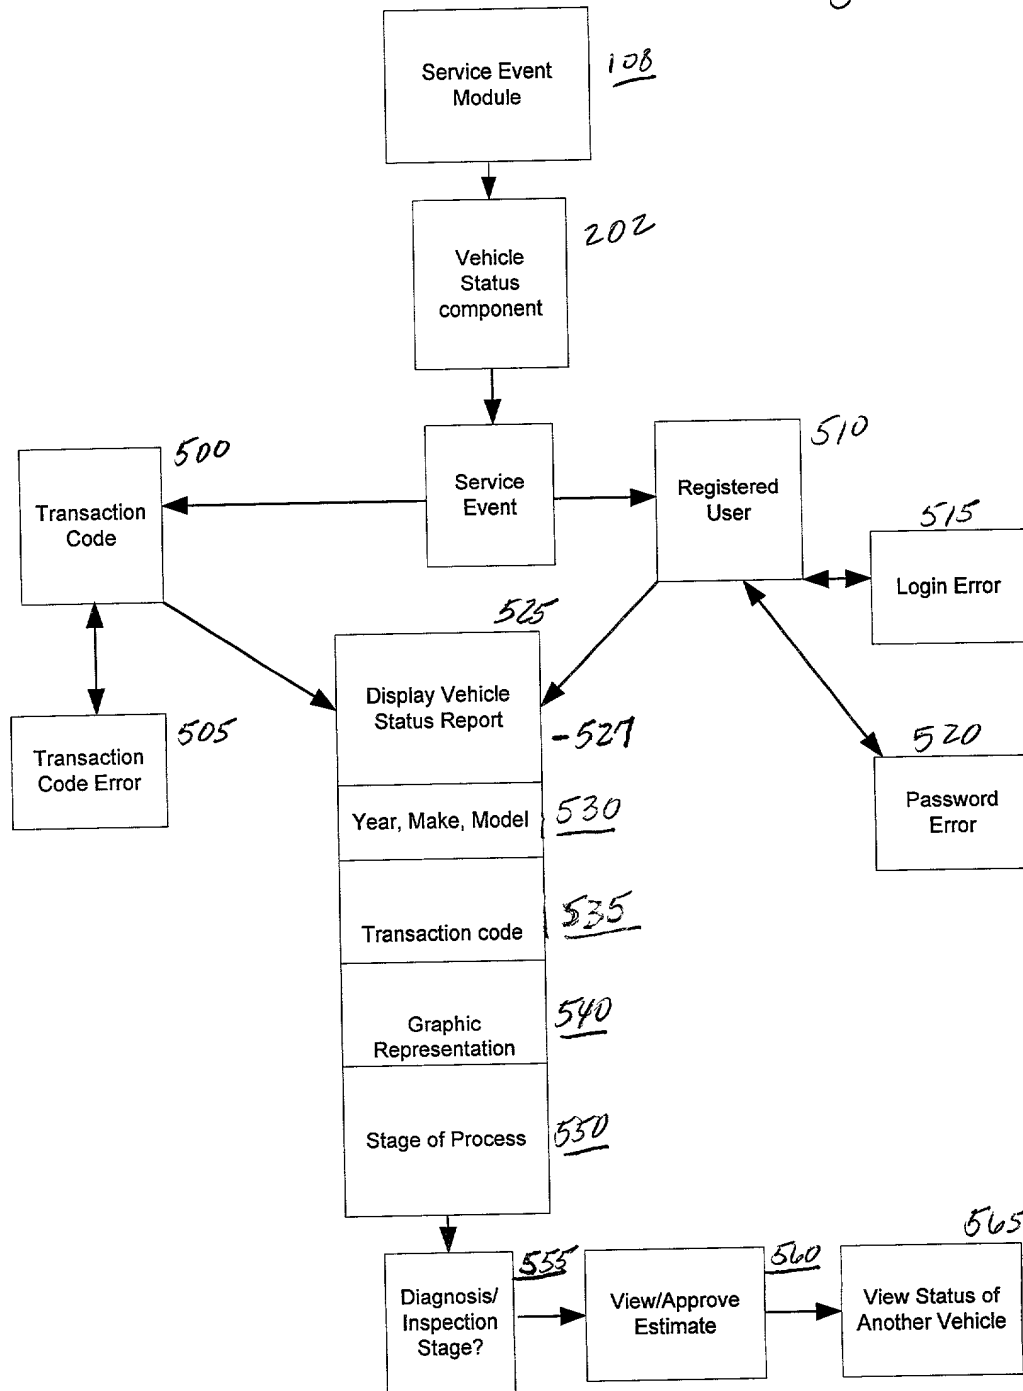 Service Event
Module
108
Vehicle
Status
component
202
Transaction
Code
500
Service
Event
Registered
User
510
515
Login Error
525
Display Vehicle
Status Report
-527
Transaction
Code Error
505
520
Password
Error
Year, Make, Model
530
Transaction code
535
Graphic
Representation
540
Stage of Process
550
Diagnosis/
Inspection
Stage?
555
View/Approve
Estimate
560
565
View Status of
Another Vehicle